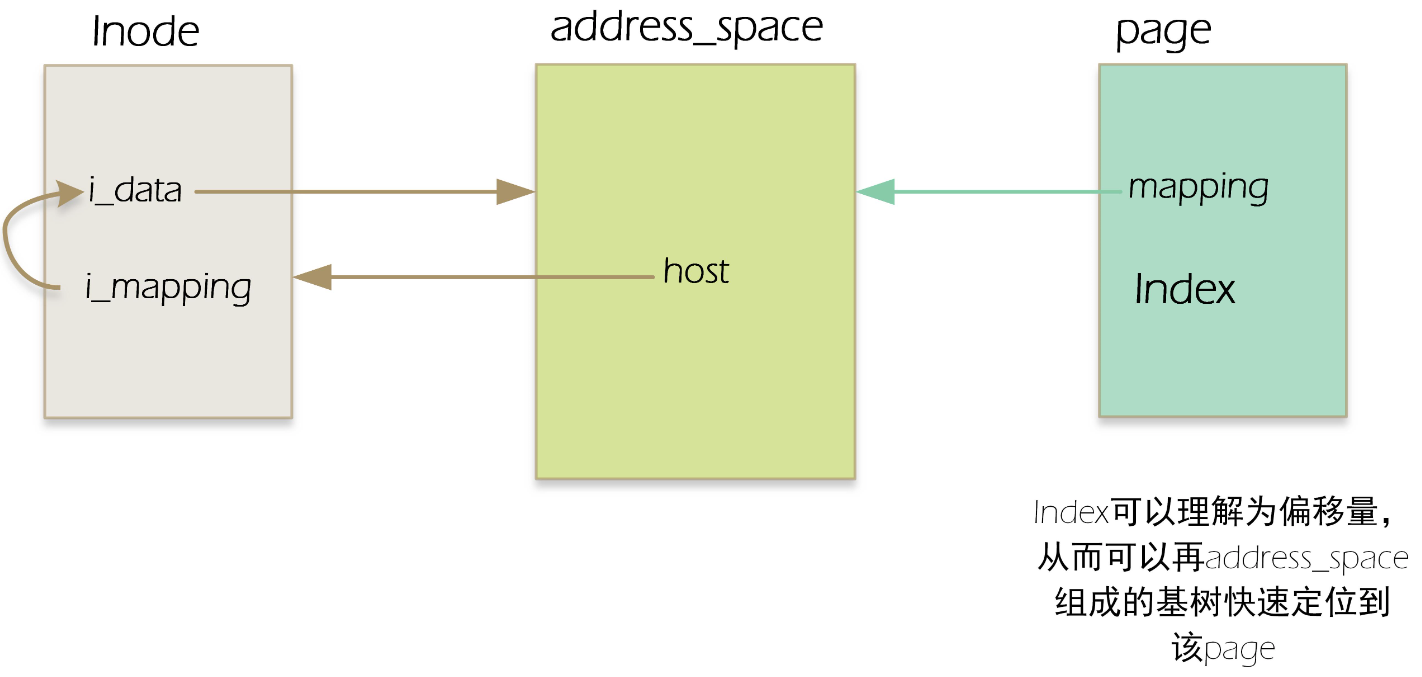 Inode
address_space
page
i_data
mapping
host
i_mapping
Index
Index可以理解为偏移量，
从而可以再address_space
组成的基树快速定位到
该page